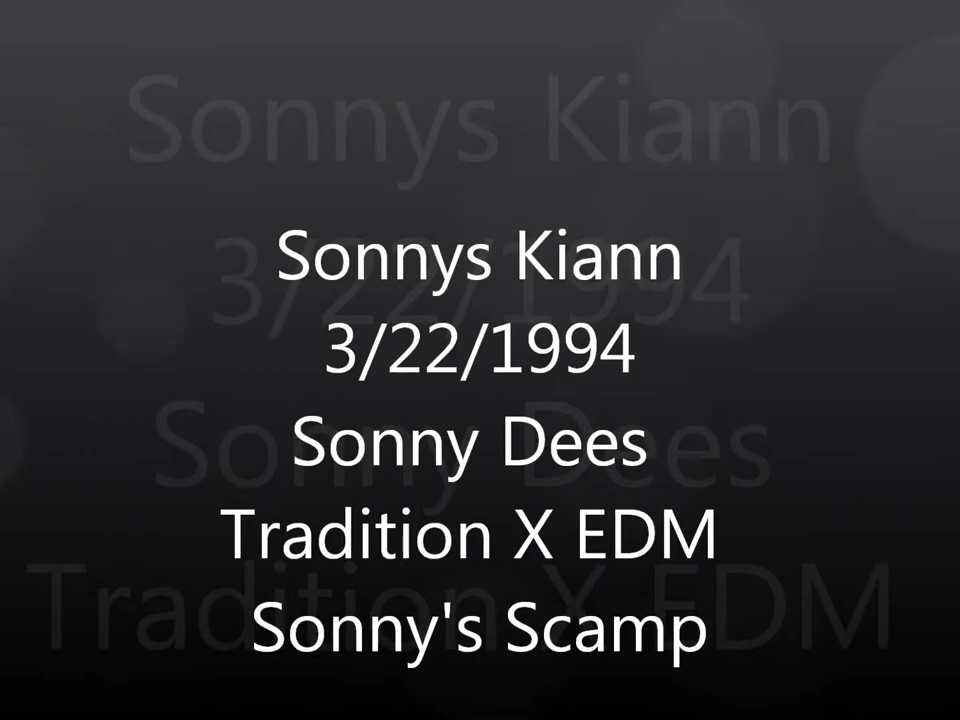 Sonnys Kiann
3/22/1994
Sonny Dees
Tradition X EDM
Sonny's Scamp